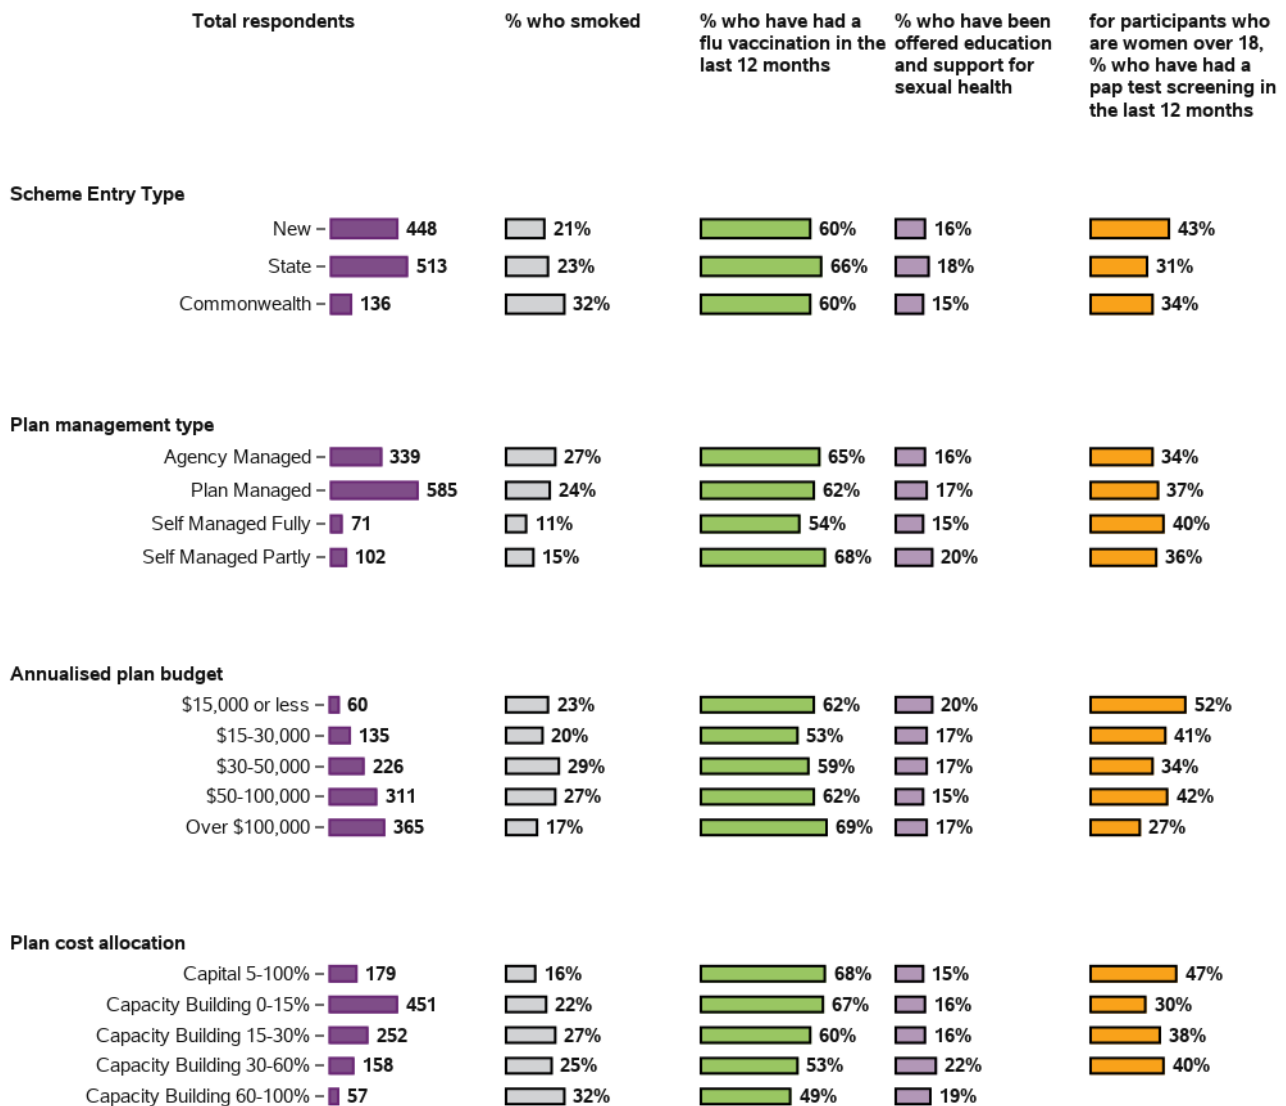 Total respondents
% who smoked
% who have had a
flu vaccination in the
last 12 months
% who have been
offered education
and support for
sexual health
for participants who
are women over 18,
% who have had a
pap test screening in
the last 12 months
Scheme Entry Type
New 448 21% 60% 16% 43%
State 513 23% 66% 18% 31%
Commonwealth 136 32% 60% 15% 34%
Plan management type
Agency Managed 339 27% 65% 16% 34%
Plan Managed 585 24% 62% 17% 37%
Self Managed Fully 71 11% 54% 15% 40%
Self Managed Partly 102 15% 68% 20% 36%
Annualised plan budget
$15,000 or less 60 23% 62% 20% 52%
$15-30,000 135 20% 53% 17% 41%
$30-50,000 226 29% 59% 17% 34%
$50-100,000 311 27% 62% 15% 42%
Over $100,000 365 17% 69% 17% 27%
Plan cost allocation
Capital 5-100% 179 16% 68% 15% 47%
Capacity Building 0-15% 451 22% 67% 16% 30%
Capacity Building 15-30% 252 27% 60% 16% 38%
Capacity Building 30-60% 158 25% 53% 22% 40%
Capacity Building 60-100% 57 32% 49% 19%